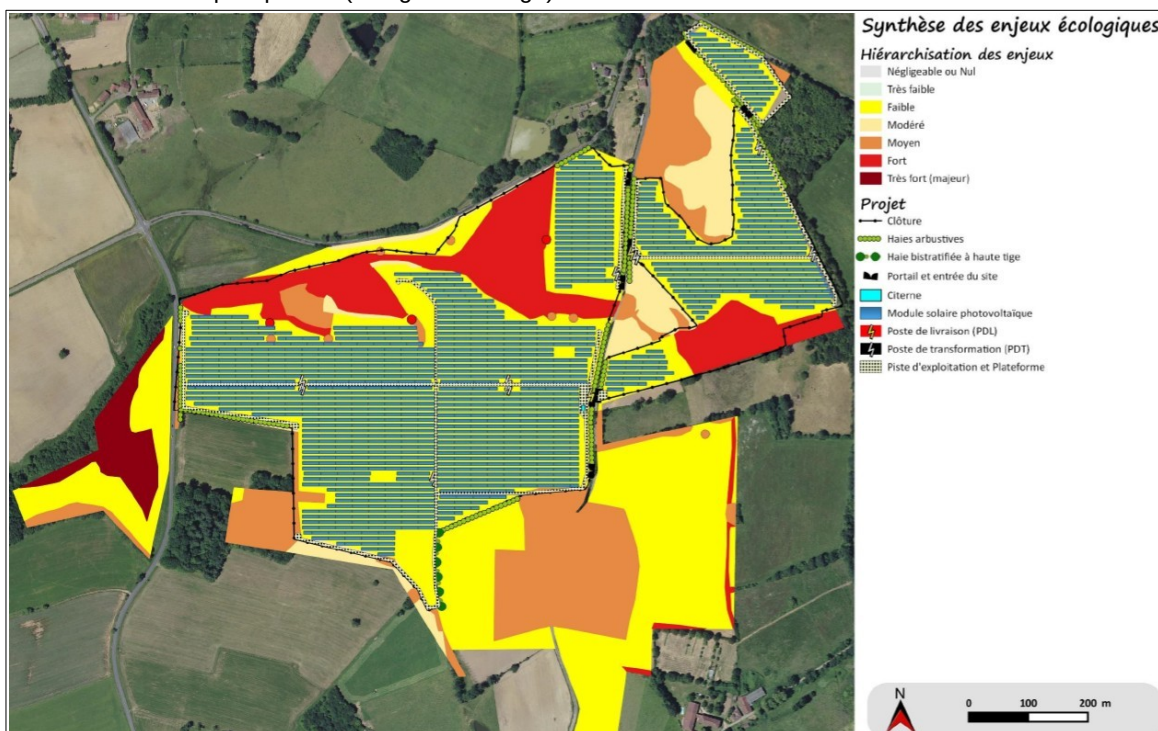 Synthèse des enjeux écologiques
Hiérarchisation des enjeux
Négligeable ou Nul
Très faible
Faible
Modéré
Moyen
Fort
Très fort (majeur)
Projet
Clôture
Haies arbustives
Haie bistratifiée à haute tige
Portail et entrée du site
Citerne
Module solaire photovoltaïque
Poste de livraison (PDL)
Poste de transformation (PDT)
Piste d'exploitation et Plateforme
N
0 100 200 m